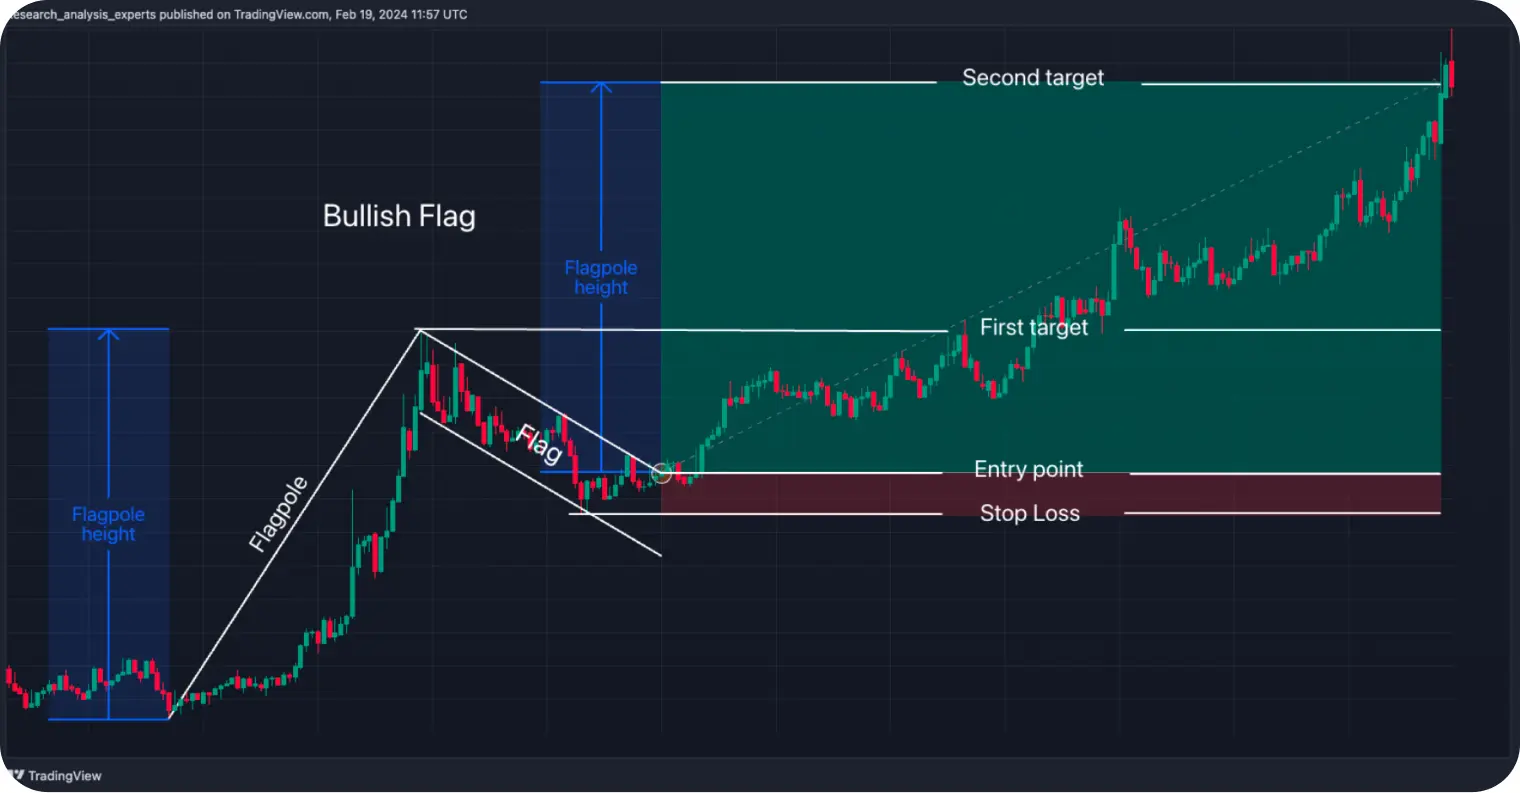 esearch_analysis_experts published on TradingView.com, Feb 19, 2024 11:57 UTC
Second target
Bullish Flag
Flagpole
height
First target
Flag
Entry point
Flagpole
Stop Loss
Flagpole
height
TradingView